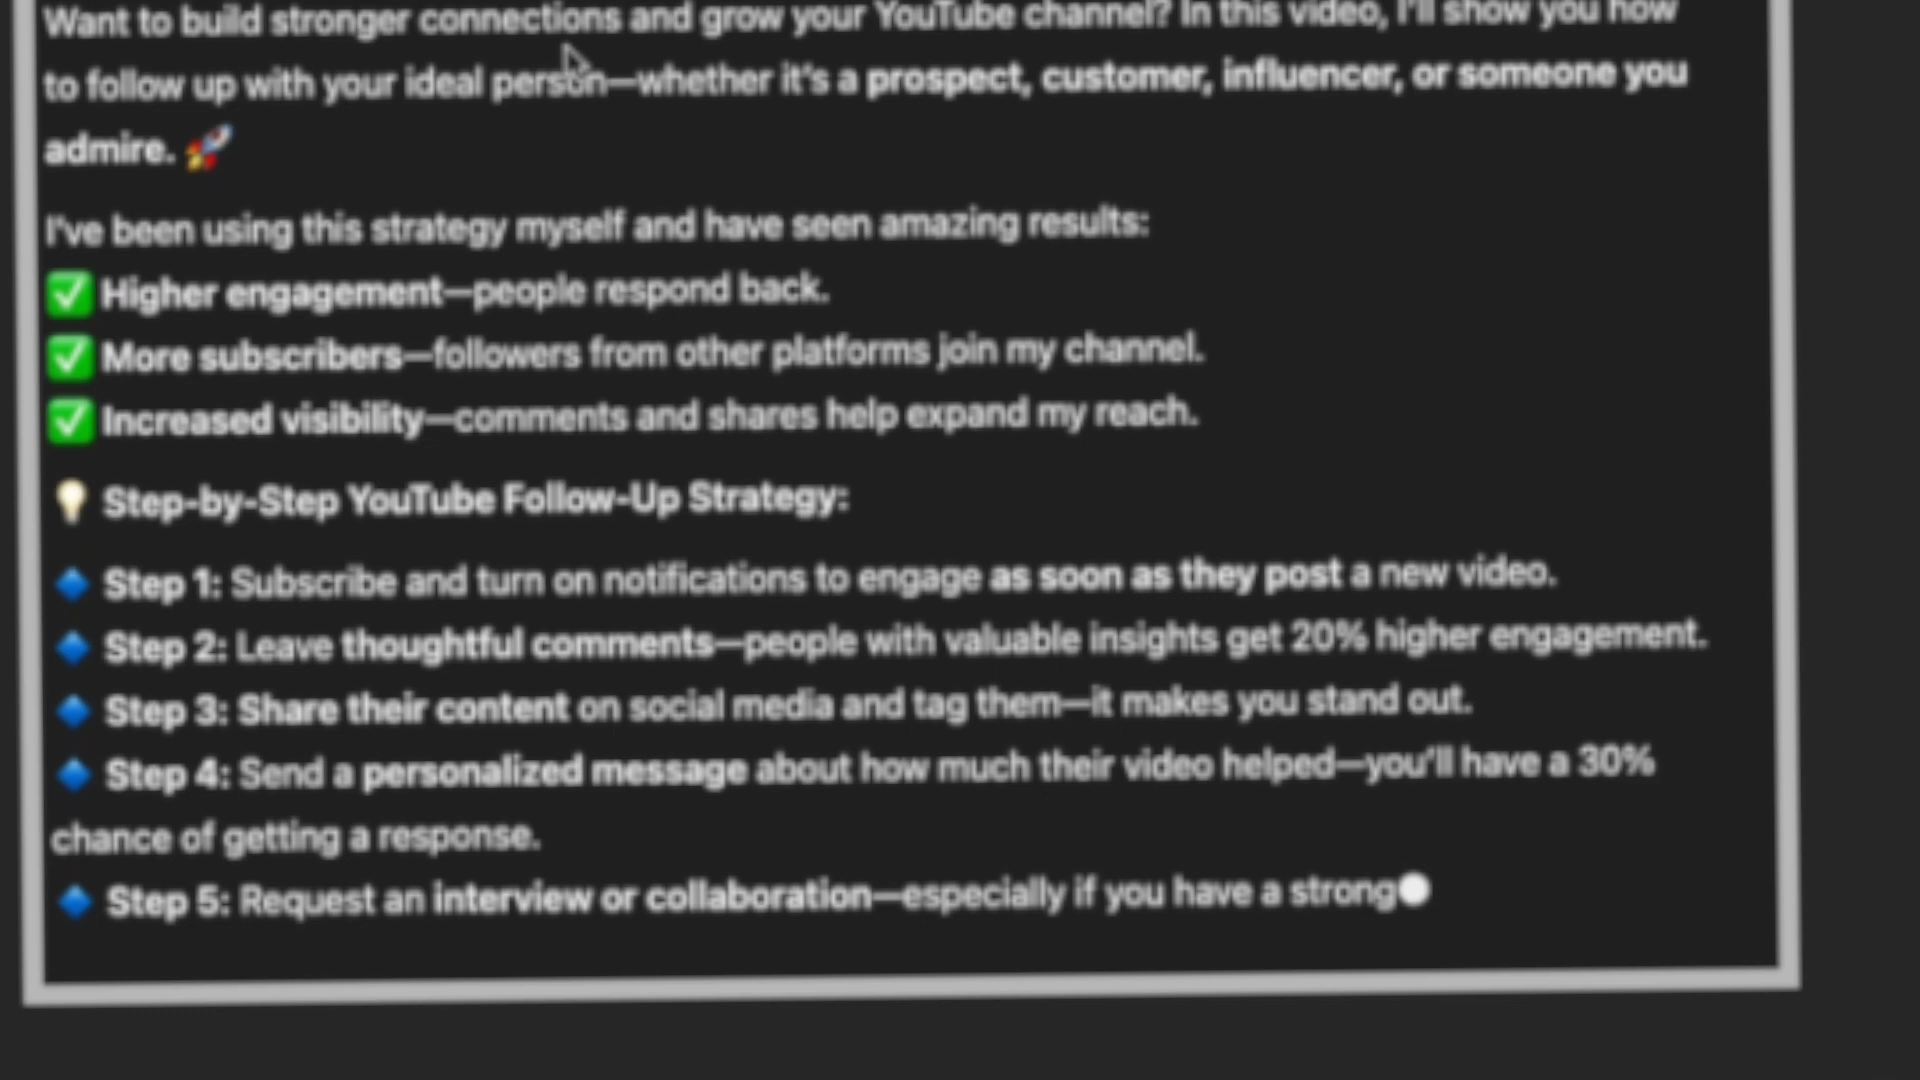 Want to build stronger connections and grow your YouTube channel? In this video, I'll show you how
to follow up with your ideal person—whether it's a prospect, customer, influencer, or someone you
admire. 🚀
I've been using this strategy myself and have seen amazing results:
✅ Higher engagement—people respond back.
✅ More subscribers—followers from other platforms join my channel.
✅ Increased visibility—comments and shares help expand my reach.
💡 Step-by-Step YouTube Follow-Up Strategy:
🔹 Step 1: Subscribe and turn on notifications to engage as soon as they post a new video.
🔹 Step 2: Leave thoughtful comments—people with valuable insights get 20% higher engagement.
🔹 Step 3: Share their content on social media and tag them—it makes you stand out.
🔹 Step 4: Send a personalized message about how much their video helped—you'll have a 30%
chance of getting a response.
🔹 Step 5: Request an interview or collaboration—especially if you have a strong